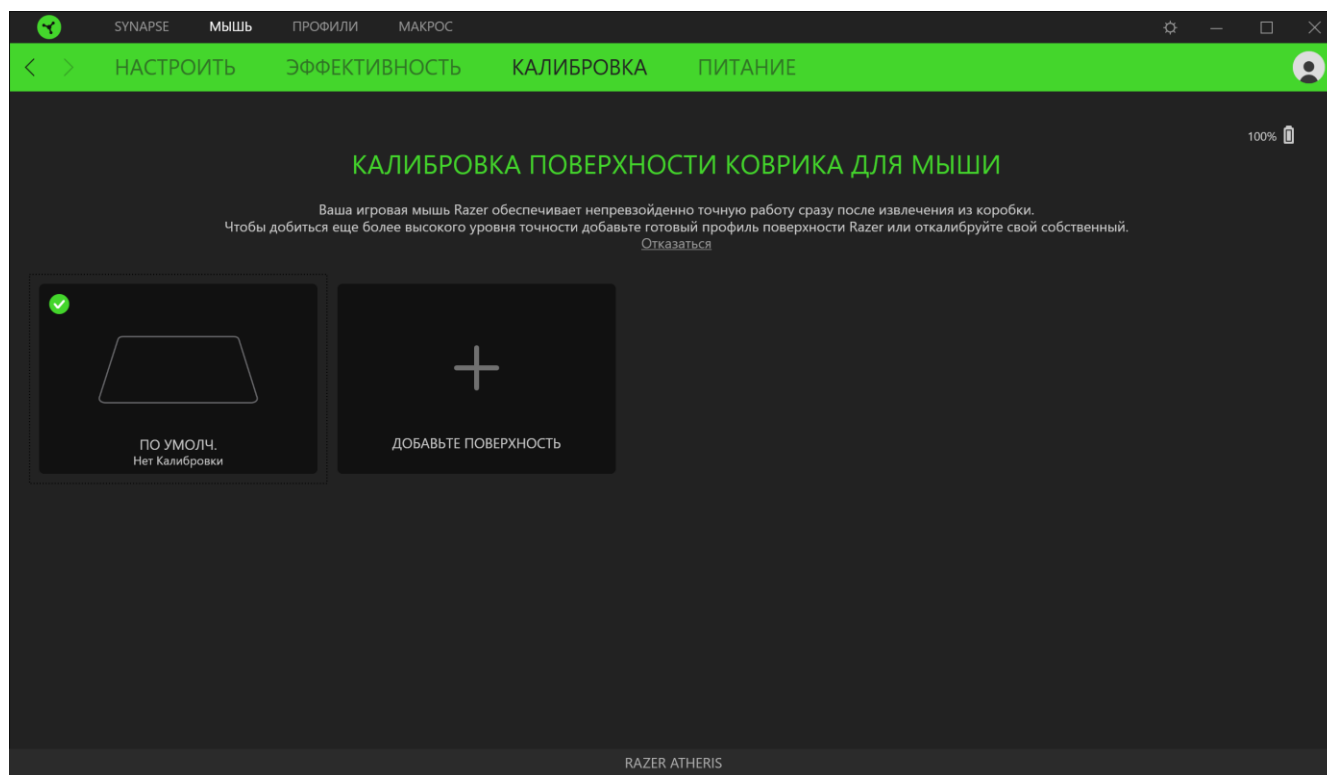 SYNAPSE МЫШЬ ПРОФИЛИ МАКРОС
НАСТРОИТЬ ЭФФЕКТИВНОСТЬ КАЛИБРОВКА ПИТАНИЕ
100%
КАЛИБРОВКА ПОВЕРХНОСТИ КОВРИКА ДЛЯ МЫШИ
Ваша игровая мышь Razer обеспечивает непревзойденно точную работу сразу после извлечения из коробки.
Чтобы добиться еще более высокого уровня точности добавьте готовый профиль поверхности Razer или откалибруйте свой собственный.
Отказаться
ПО УМОЛЧ.
Нет Калибровки
ДОБАВЬТЕ ПОВЕРХНОСТЬ
RAZER ATHERIS